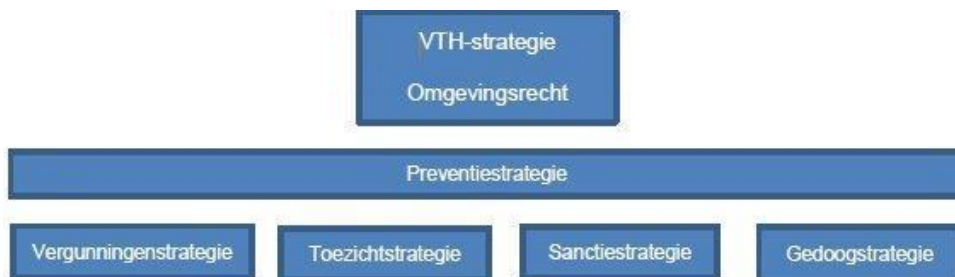 VTH-strategie
Omgevingsrecht
Preventiestrategie
Vergunningenstrategie
Toezichtstrategie
Sanctiestrategie
Gedoogstrategie